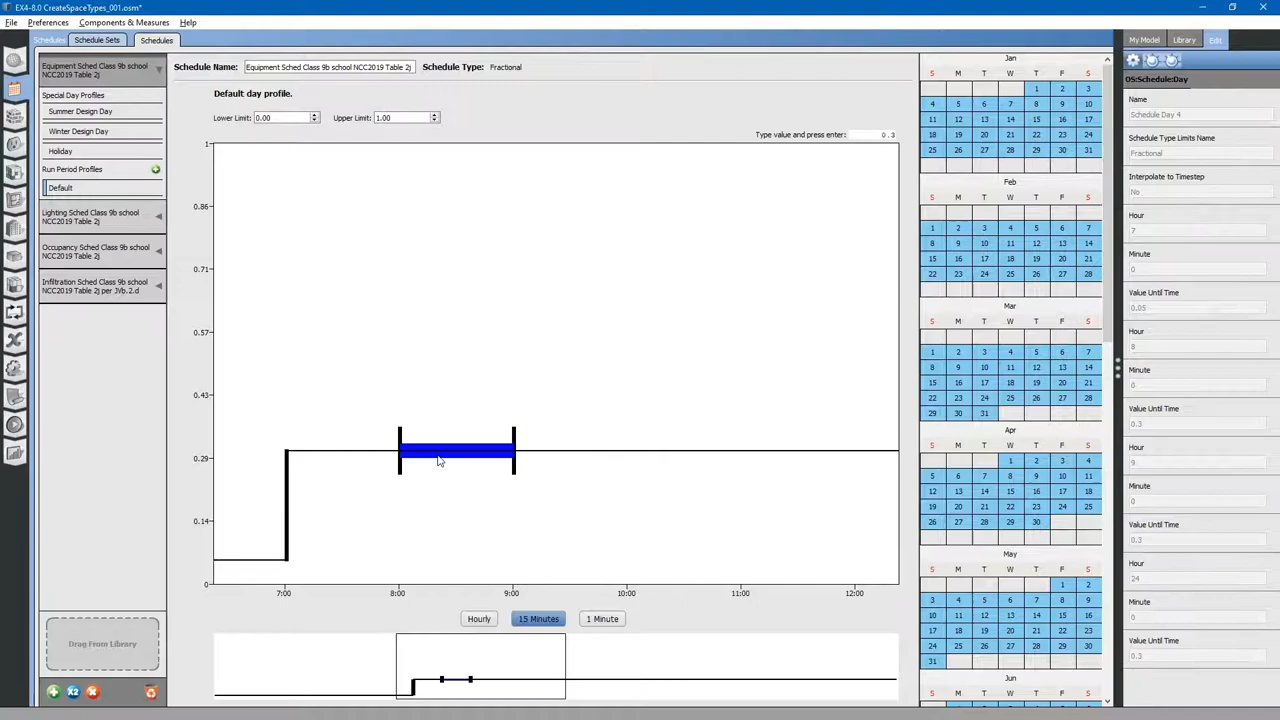 EX4-8.0 CreateSpaceTypes_001.osm*
File Preferences Components & Measures Help
Schedules Schedule Sets Schedules
My Model Library Edit
Equipment Sched Class 9b school
NCC2019 Table 2j
Special Day Profiles
Summer Design Day
Winter Design Day
Holiday
Run Period Profiles
Default
Lighting Sched Class 9b school
NCC2019 Table 2j
Occupancy Sched Class 9b school
NCC2019 Table 2j
Infiltration Sched Class 9b school
NCC2019 Table 2j per JVb.2.d
Drag From Library
X2
Schedule Name: Equipment Sched Class 9b school NCC2019 Table 2j Schedule Type: Fractional
Default day profile.
Lower Limit: 0.00 Upper Limit: 1.00
Type value and press enter: 0.3
1
0.86
0.71
0.57
0.43
0.29
0.14
0
7:00 8:00 9:00 10:00 11:00 12:00
Hourly 15 Minutes 1 Minute
Jan
S M T W T F S
1 2 3
4 5 6 7 8 9 10
11 12 13 14 15 16 17
18 19 20 21 22 23 24
25 26 27 28 29 30 31
Feb
S M T W T F S
1 2 3 4 5 6 7
8 9 10 11 12 13 14
15 16 17 18 19 20 21
22 23 24 25 26 27 28
Mar
S M T W T F S
1 2 3 4 5 6 7
8 9 10 11 12 13 14
15 16 17 18 19 20 21
22 23 24 25 26 27 28
29 30 31
Apr
S M T W T F S
1 2 3 4
5 6 7 8 9 10 11
12 13 14 15 16 17 18
19 20 21 22 23 24 25
26 27 28 29 30
May
S M T W T F S
1 2
3 4 5 6 7 8 9
10 11 12 13 14 15 16
17 18 19 20 21 22 23
24 25 26 27 28 29 30
31
Jun
S M T W T F S
OS:Schedule:Day
Name
Schedule Day 4
Schedule Type Limits Name
Fractional
Interpolate to Timestep
No
Hour
7
Minute
0
Value Until Time
0.05
Hour
8
Minute
0
Value Until Time
0.3
Hour
9
Minute
0
Value Until Time
0.3
Hour
24
Minute
0
Value Until Time
0.3